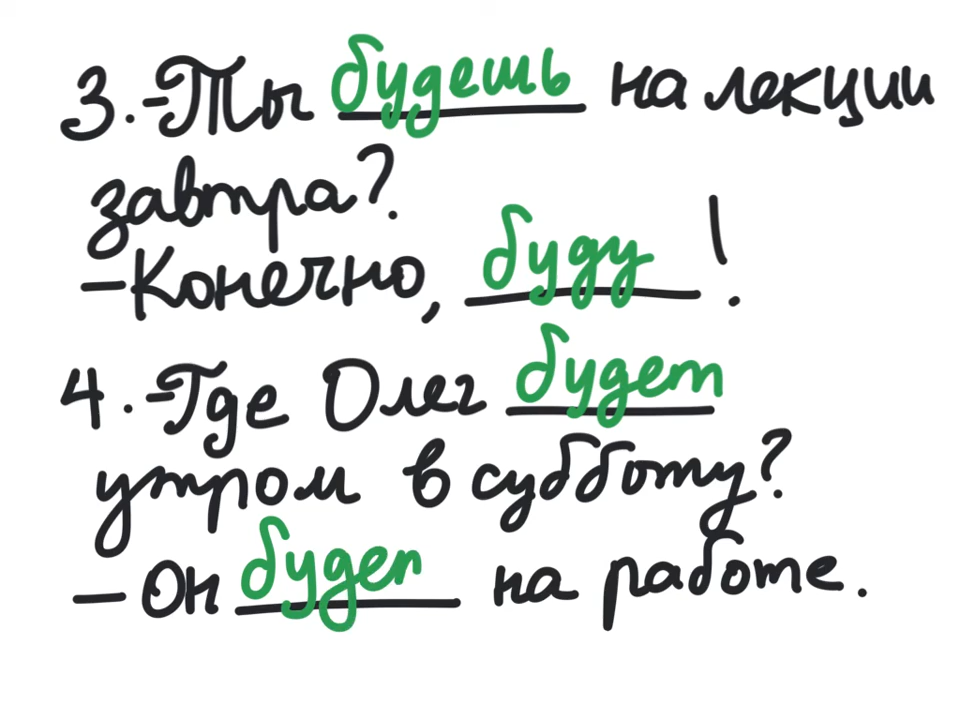 3. -Ты будешь на лекции
завтра?
- Конечно, буду!
4. -Где Олег будет
утром в субботу?
- Он будет на работе.